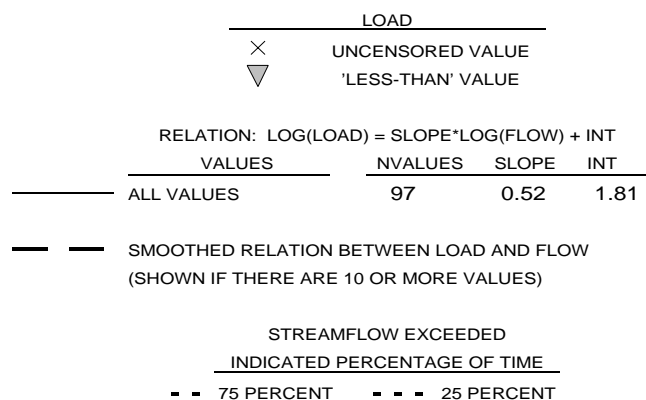 LOAD
UNCENSORED VALUE
'LESS-THAN' VALUE
RELATION: LOG(LOAD) = SLOPE*LOG(FLOW) + INT
VALUES NVALUES SLOPE INT
ALL VALUES 97 0.52 1.81
SMOOTHED RELATION BETWEEN LOAD AND FLOW
(SHOWN IF THERE ARE 10 OR MORE VALUES)
STREAMFLOW EXCEEDED
INDICATED PERCENTAGE OF TIME
75 PERCENT 25 PERCENT